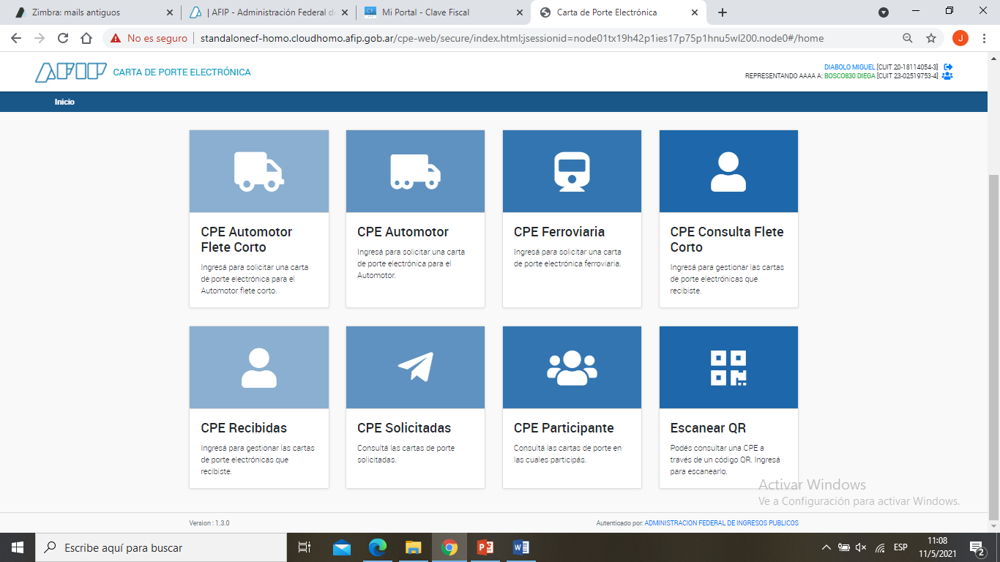 Zimbra: mails antiguos
| AFIP - Administración Federal d
Mi Portal - Clave Fiscal
Carta de Porte Electrónica
No es seguro | standalonecf-homo.cloudhomo.afip.gob.ar/cpe-web/secure/index.html;jsessionid=node01tx19h42p1ies17p75p1hnu5wl200.node0#/home
J
AFIP CARTA DE PORTE ELECTRÓNICA
DIABOLO MIGUEL [CUIT 20-18114054-3]
REPRESENTANDO AAAA A: BOSCO830 DIEGA [CUIT 23-02519753-4]
Inicio
CPE Automotor
Flete Corto
Ingresá para solicitar una carta
de porte electrónica para el
Automotor flete corto.
CPE Automotor
Ingresá para solicitar una carta
de porte electrónica para el
Automotor.
CPE Ferroviaria
Ingresá para solicitar una carta
de porte electrónica ferroviaria.
CPE Consulta Flete
Corto
Ingresá para gestionar las cartas
de porte electrónicas que
recibiste.
CPE Recibidas
Ingresá para gestionar las cartas
de porte electrónicas que
recibiste.
CPE Solicitadas
Consultá las cartas de porte
solicitadas.
CPE Participante
Consultá las cartas de porte en
las cuales participás.
Escanear QR
Podés consultar una CPE a
través de un código QR. Ingresá
para escanearlo.
Activar Windows
Ve a Configuración para activar Windows.
Version : 1.3.0
Autenticado por: ADMINISTRACION FEDERAL DE INGRESOS PUBLICOS
Escribe aquí para buscar
ESP
11:08
11/5/2021
2